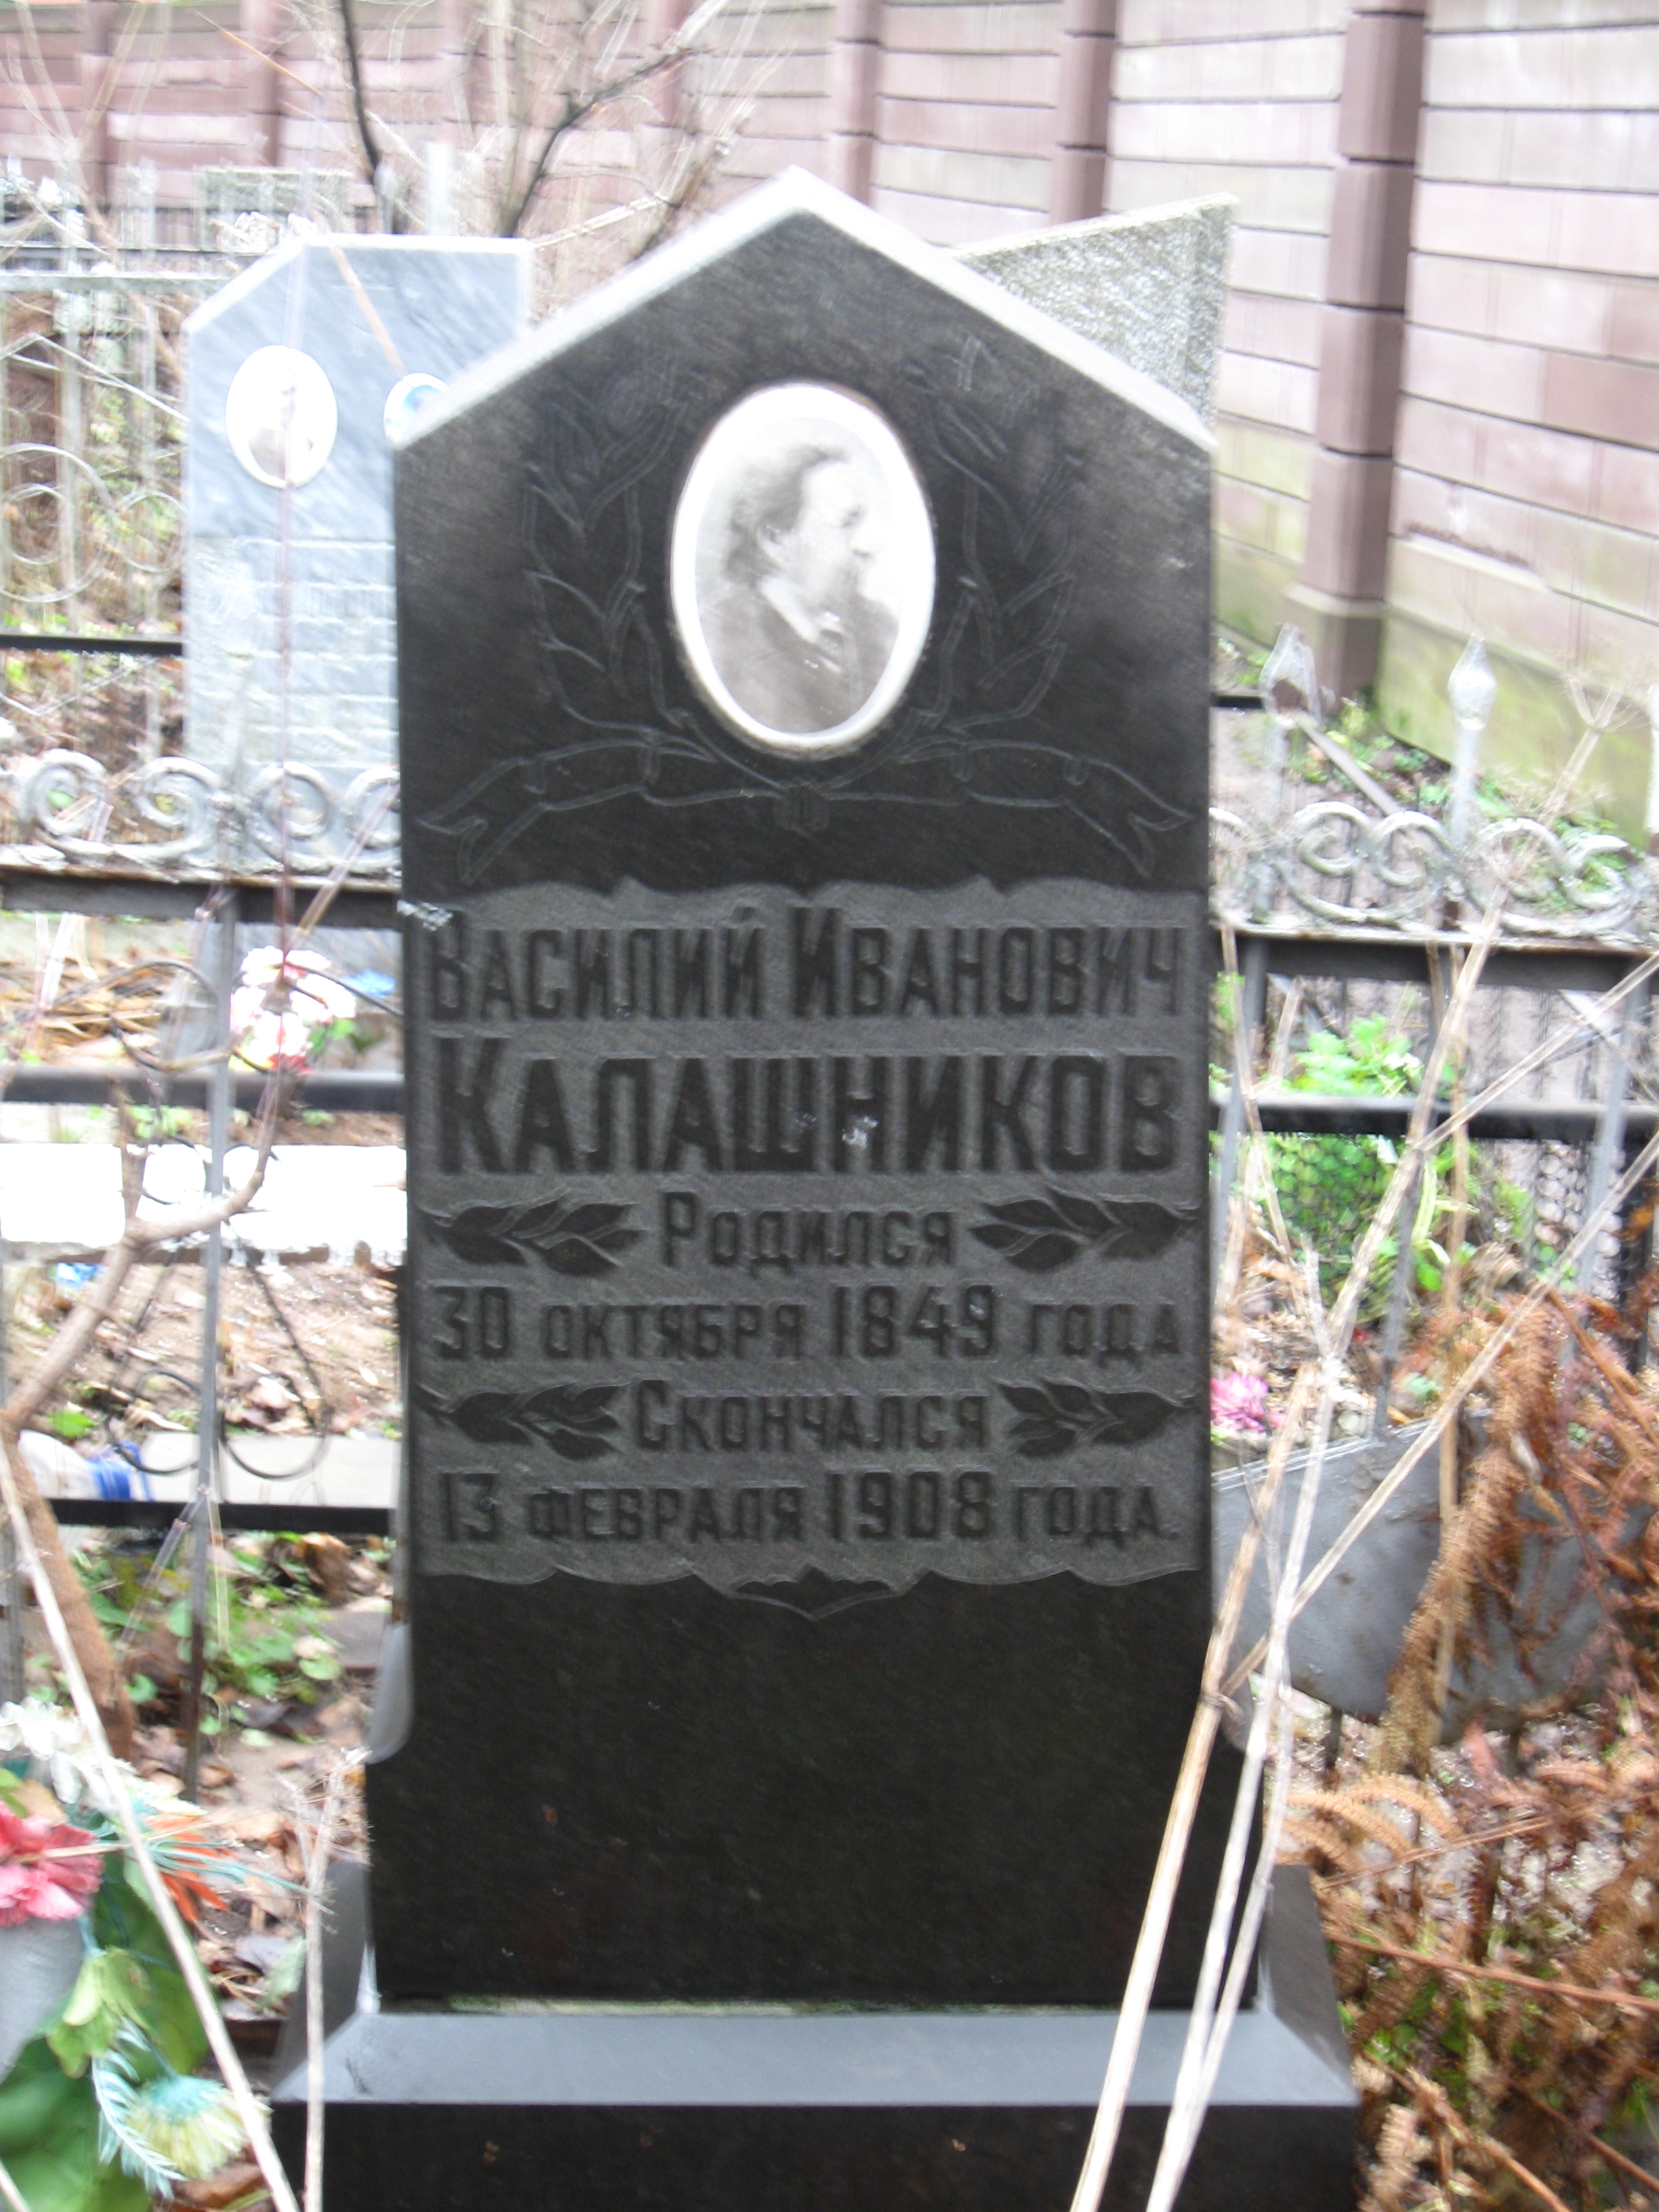 Василий Иванович
Калашников
Родился
30 октября 1849 года
Скончался
13 февраля 1908 года.